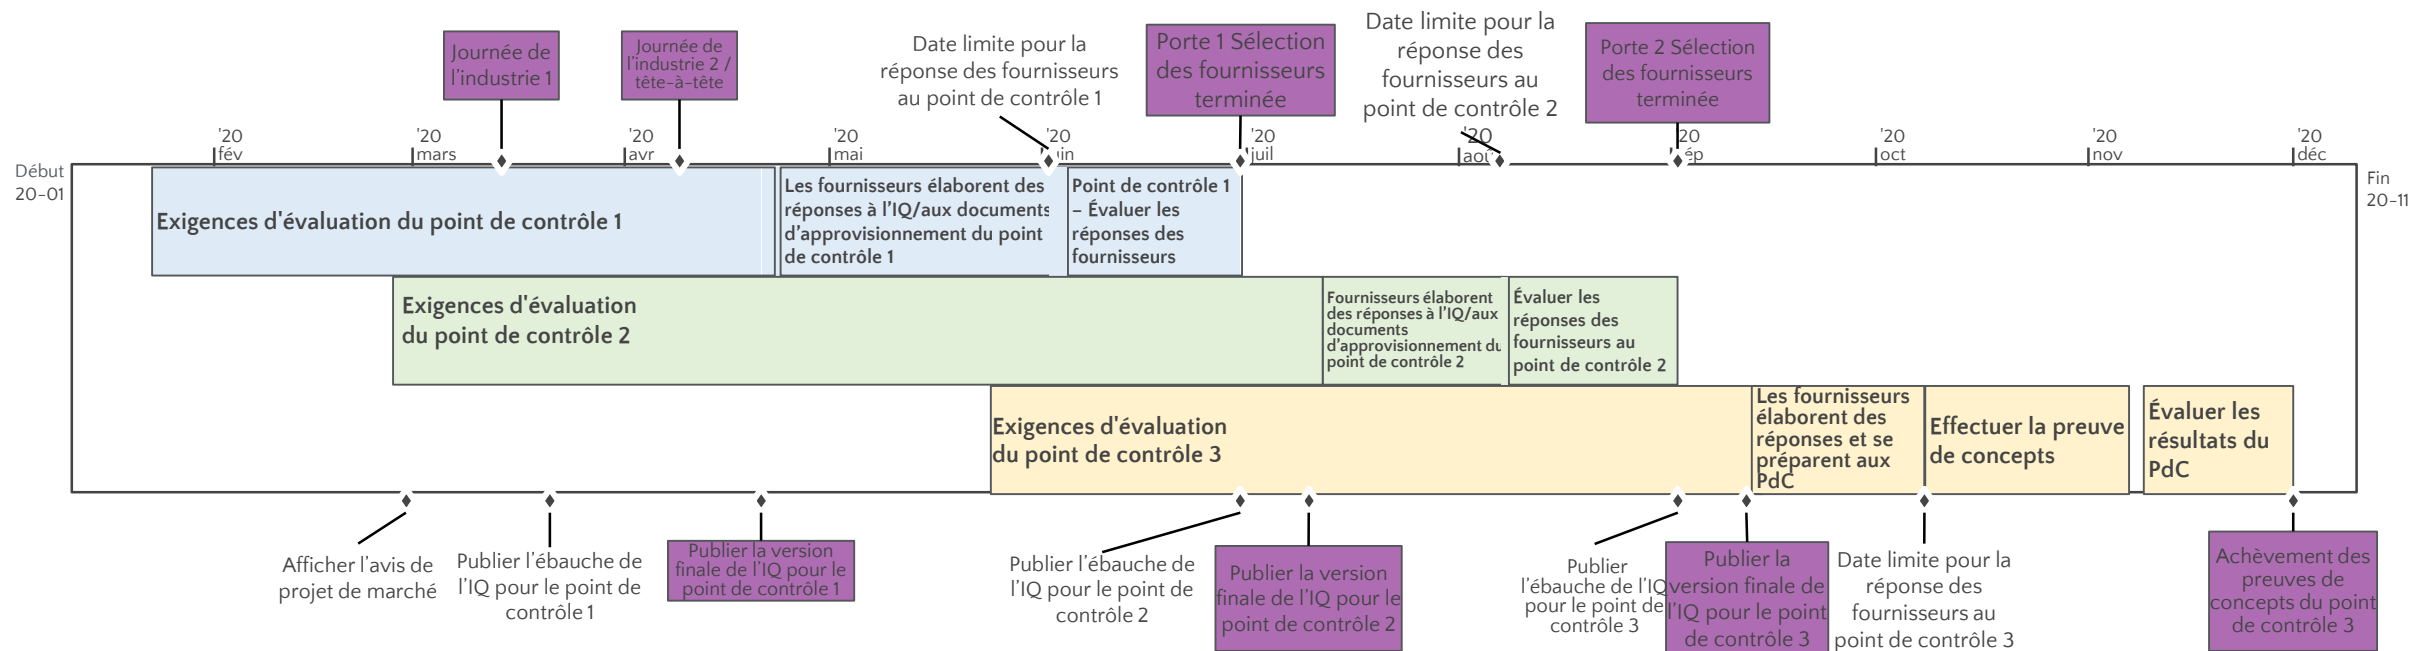 Journée de
l'industrie 1
Journée de
l'industrie 2 /
tête-à-tête
Date limite pour la
réponse des fournisseurs
au point de contrôle 1
Porte 1 Sélection
des fournisseurs
terminée
Date limite pour la
réponse des
fournisseurs au
point de contrôle 2
Porte 2 Sélection
des fournisseurs
terminée
'20
fév
'20
mars
'20
avr
'20
mai
'20
'20
juil
'20
'20
oct
'20
nov
'20
déc
Début
20-01
Fin
20-11
Exigences d'évaluation du point de contrôle 1
Les fournisseurs élaborent des
réponses à l'IQ/aux documents
d'approvisionnement du point
de contrôle 1
Point de contrôle 1
– Évaluer les
réponses des
fournisseurs
Exigences d'évaluation
du point de contrôle 2
Fournisseurs élaborent
des réponses à l'IQ/aux
documents
d'approvisionnement du
point de contrôle 2
Évaluer les
réponses des
fournisseurs au
point de contrôle 2
Exigences d'évaluation
du point de contrôle 3
Les fournisseurs
élaborent des
réponses et se
préparent aux
PdC
Effectuer la preuve
de concepts
Évaluer les
résultats du
PdC
Afficher l'avis de
projet de marché
Publier l'ébauche de
l'IQ pour le point de
contrôle 1
Publier la version
finale de l'IQ pour le
point de contrôle 1
Publier l'ébauche de
l'IQ pour le point de
contrôle 2
Publier la version
finale de l'IQ pour le
point de contrôle 2
Publier
l'ébauche de l'IQ
pour le point de
contrôle 3
Publier la
version finale de
l'IQ pour le point
de contrôle 3
Date limite pour la
réponse des
fournisseurs au
point de contrôle 3
Achèvement des
preuves de
concepts du point
de contrôle 3